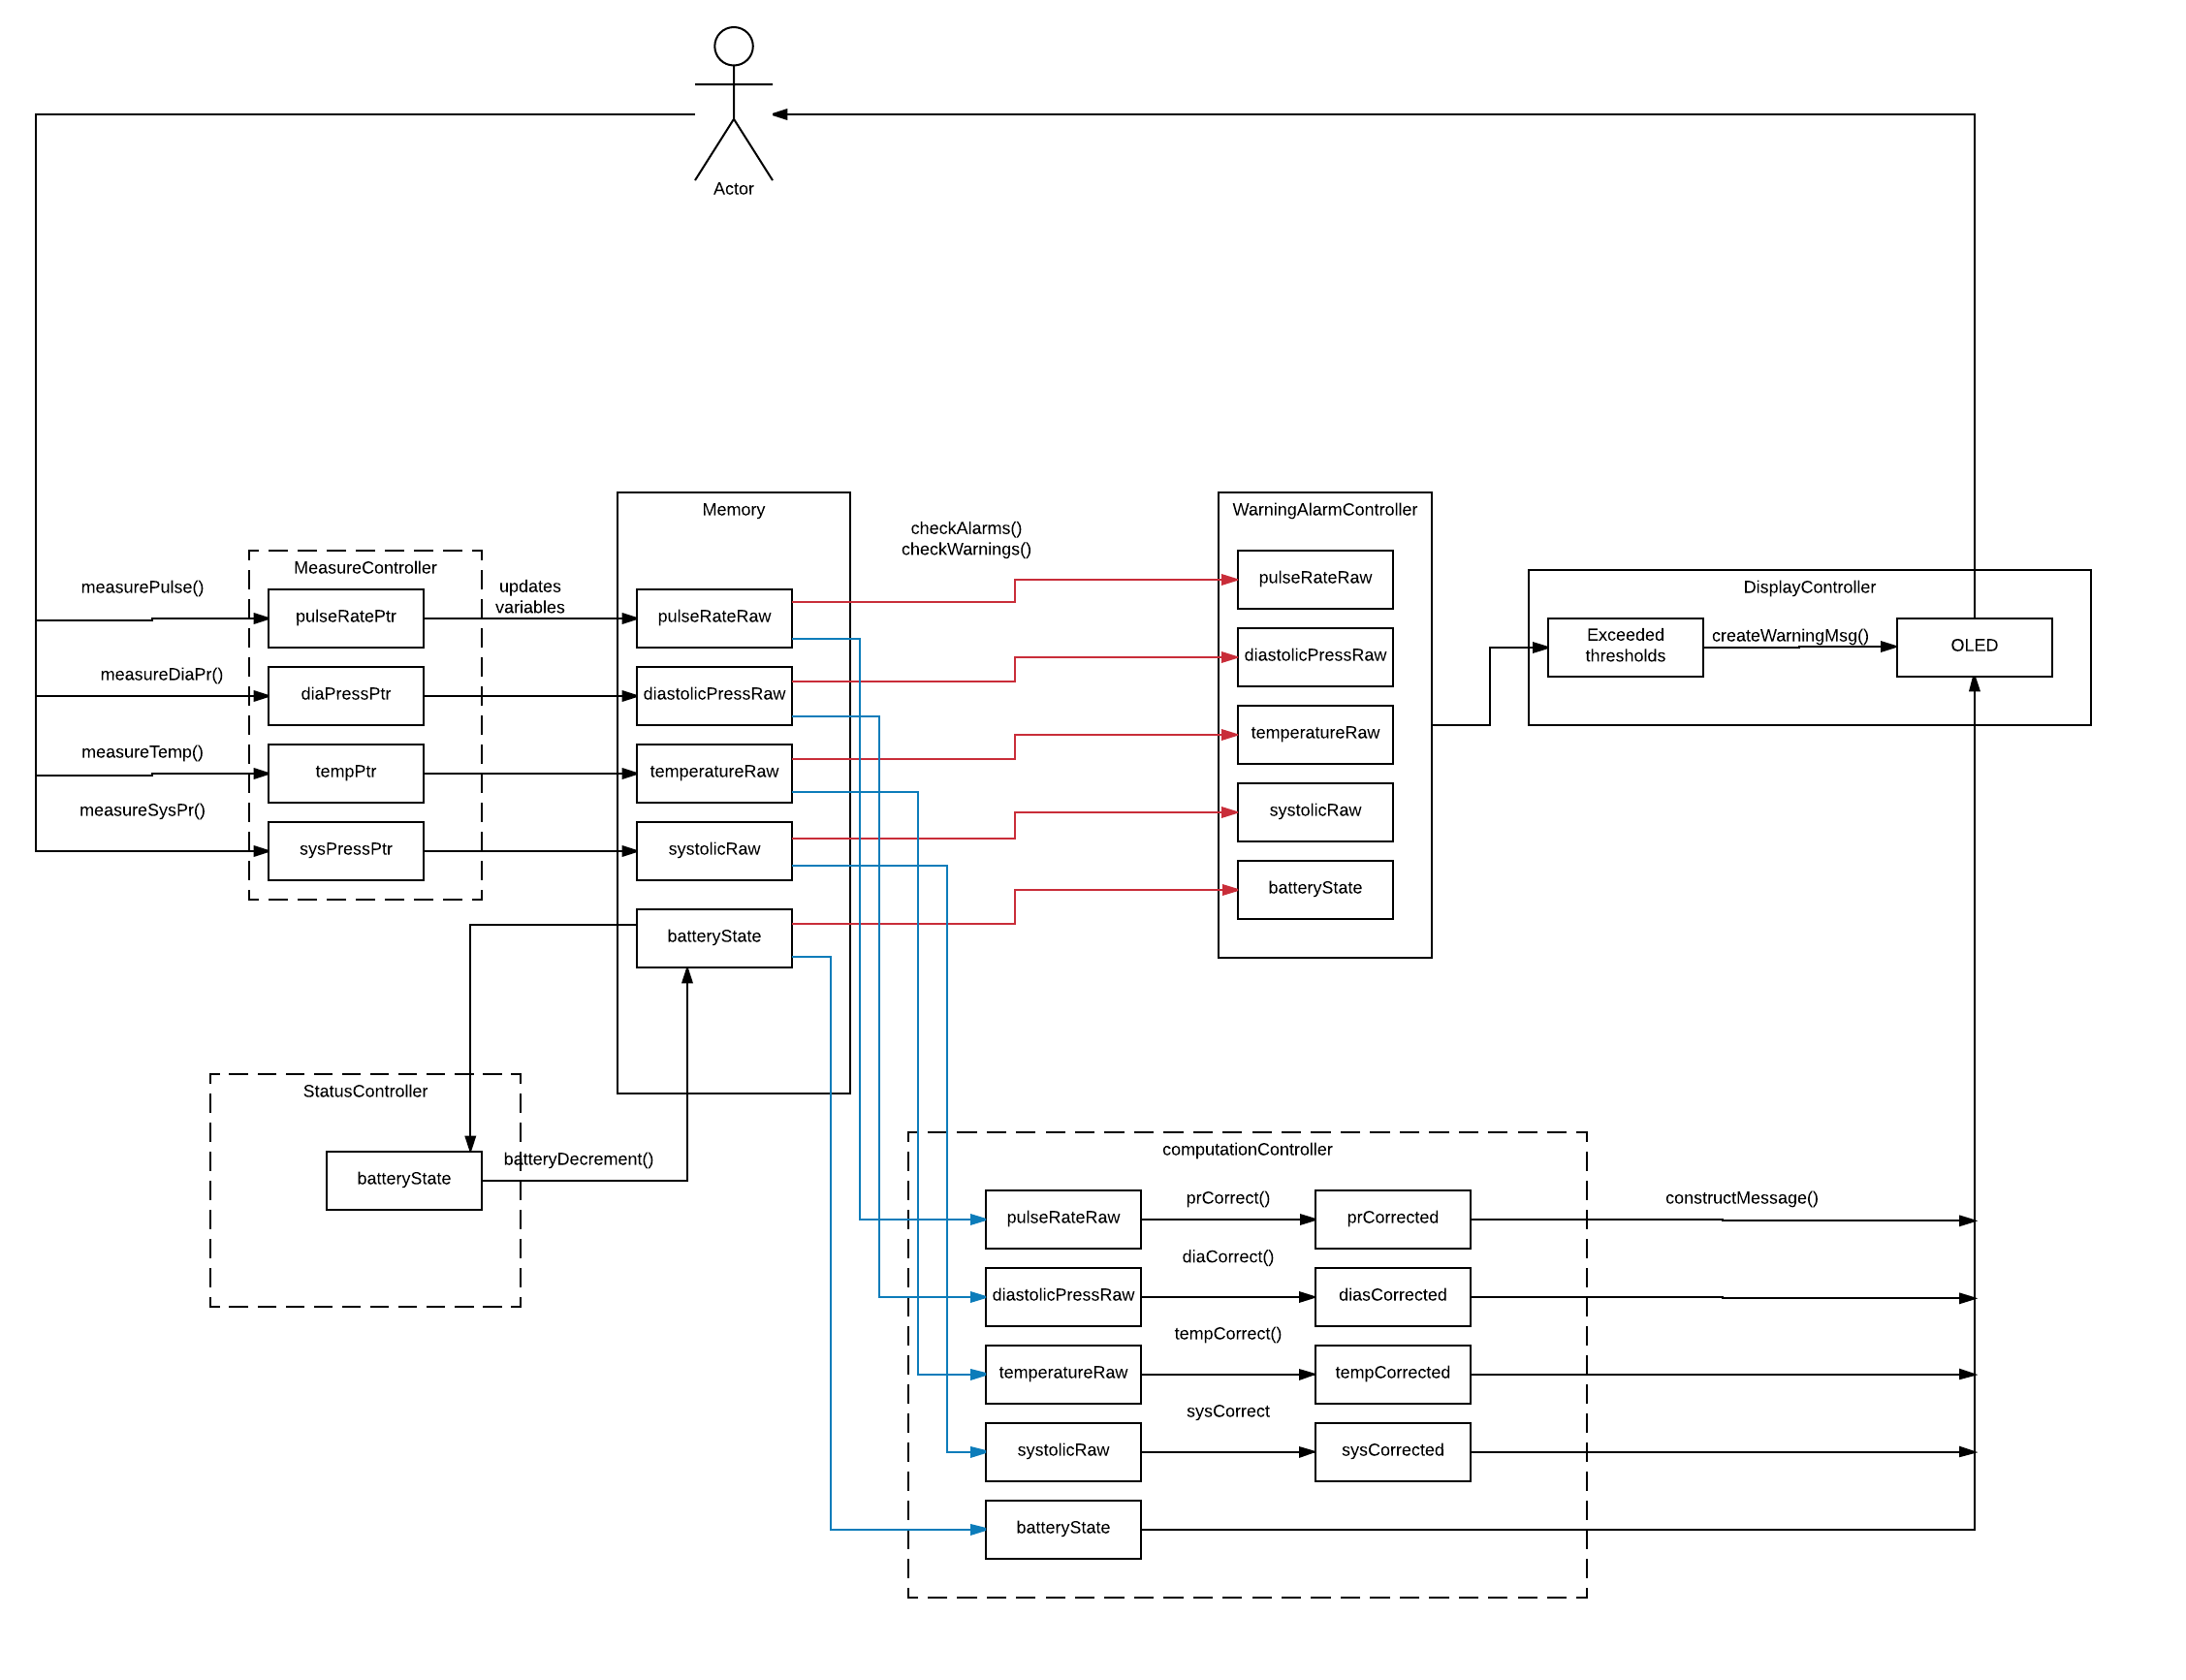 Actor
Memory
WarningAlarmController
checkAlarms()
checkWarnings()
MeasureController
measurePulse()
updates
variables
pulseRatePtr
pulseRateRaw
pulseRateRaw
DisplayController
Exceeded
thresholds
createWarningMsg()
OLED
measureDiaPr()
diaPressPtr
diastolicPressRaw
diastolicPressRaw
measureTemp()
tempPtr
temperatureRaw
temperatureRaw
measureSysPr()
sysPressPtr
systolicRaw
systolicRaw
batteryState
batteryState
StatusController
batteryState
batteryDecrement()
computationController
pulseRateRaw
prCorrect()
prCorrected
constructMessage()
diaCorrect()
diastolicPressRaw
diasCorrected
tempCorrect()
temperatureRaw
tempCorrected
sysCorrect
systolicRaw
sysCorrected
batteryState